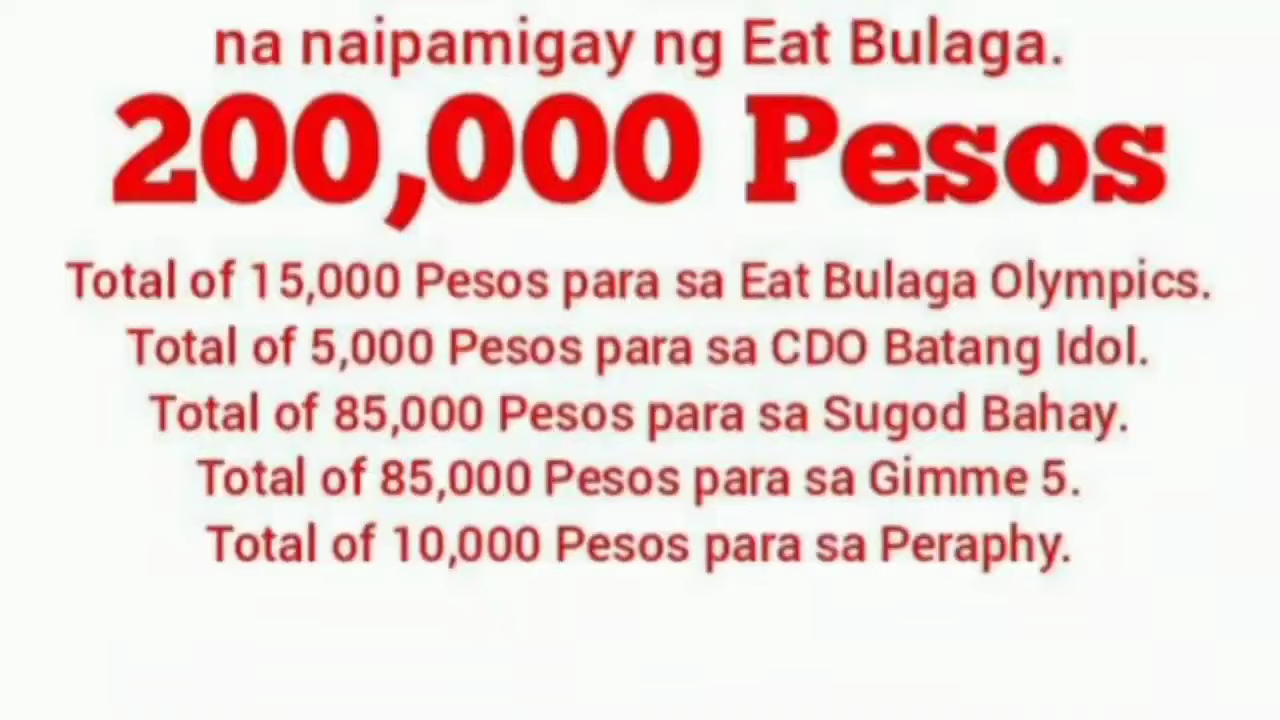 na naipamigay ng Eat Bulaga.
200,000 Pesos
Total of 15,000 Pesos para sa Eat Bulaga Olympics.
Total of 5,000 Pesos para sa CDO Batang Idol.
Total of 85,000 Pesos para sa Sugod Bahay.
Total of 85,000 Pesos para sa Gimme 5.
Total of 10,000 Pesos para sa Peraphy.